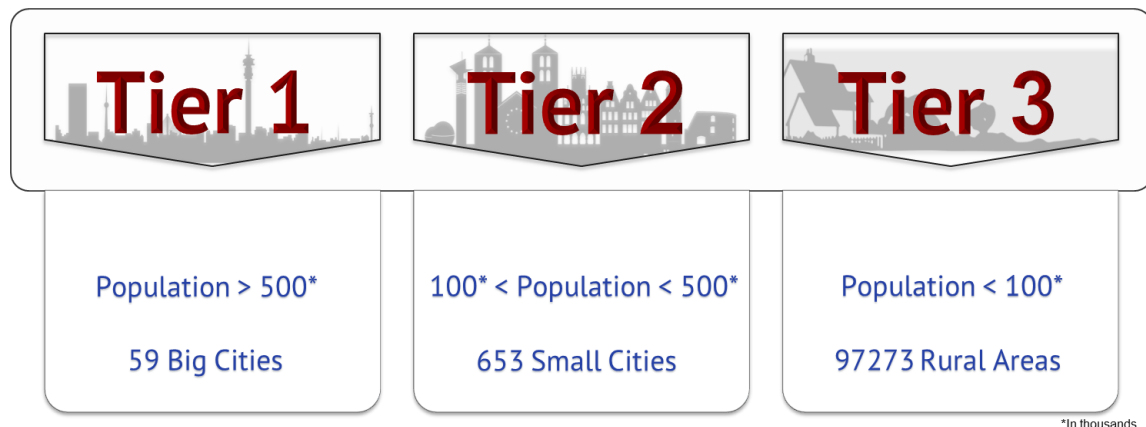 Tier 1
Tier 2
Tier 3
Population > 500*
100* < Population < 500*
Population < 100*
59 Big Cities
653 Small Cities
97273 Rural Areas
*In thousands